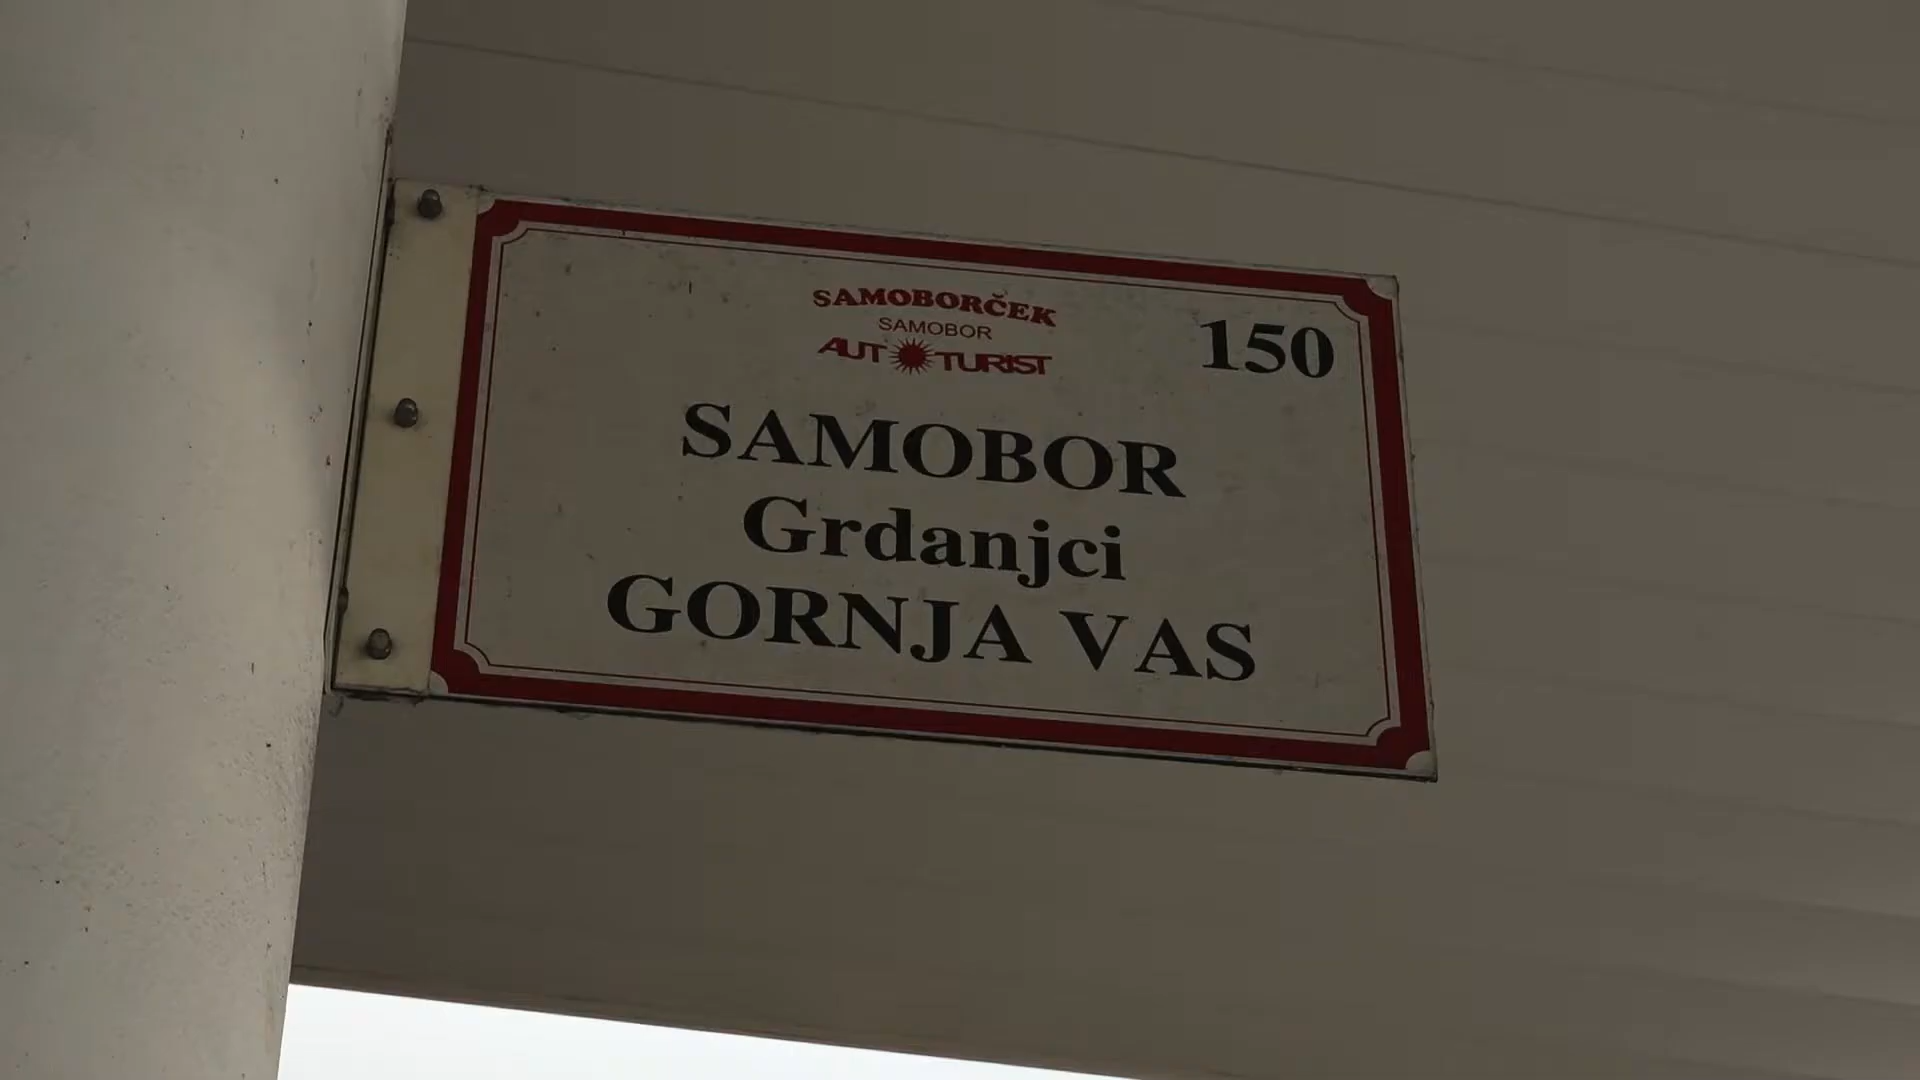 SAMOBORČEK
SAMOBOR
AUTOTURIST
150
SAMOBOR
Grdanjci
GORNJA VAS